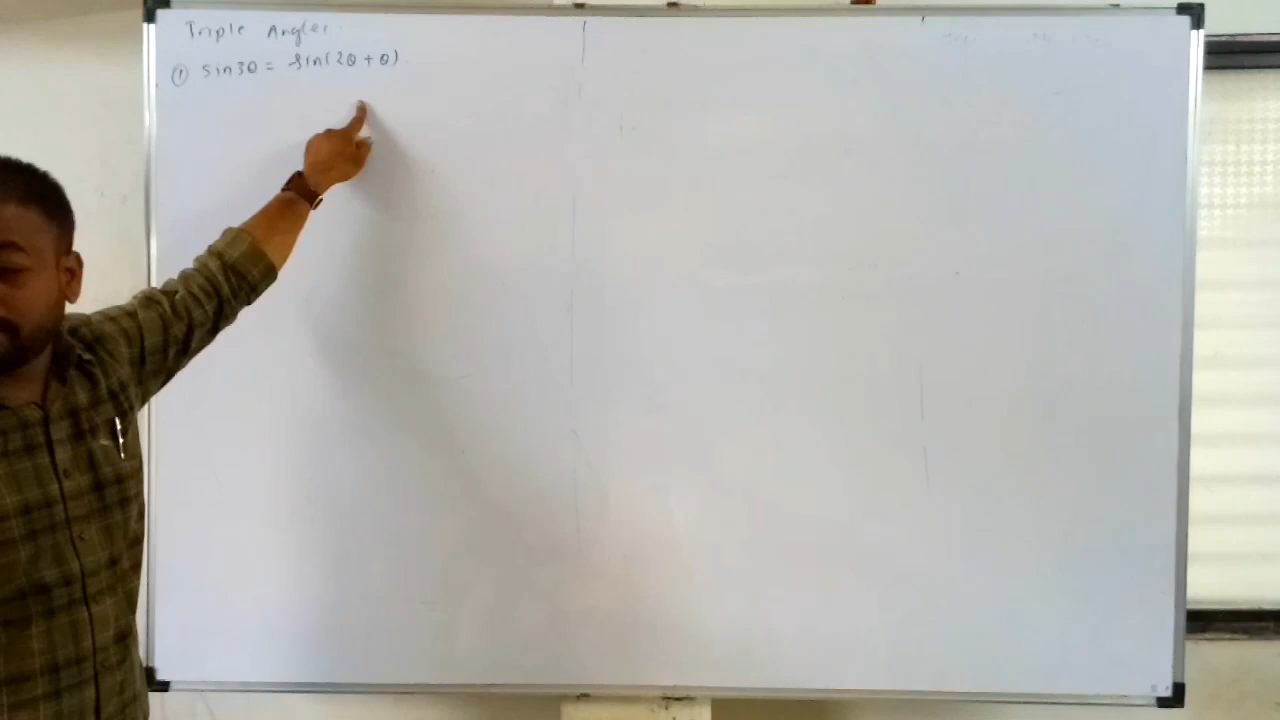 Triple Angles.
① sin3θ = sin(2θ + θ).